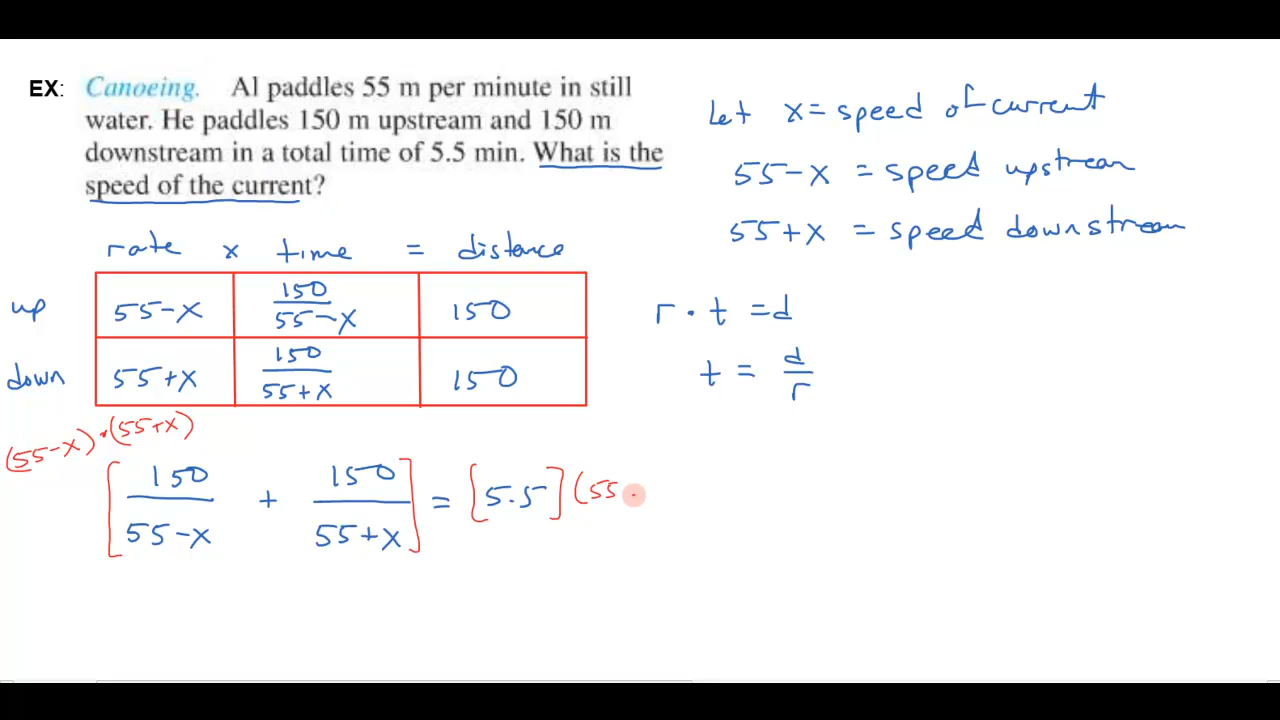 EX: Canoeing. Al paddles 55 m per minute in still
water. He paddles 150 m upstream and 150 m
downstream in a total time of 5.5 min. What is the
speed of the current?
Let x = speed of current
55-x = speed upstream
55+x = speed downstream
rate x time = distance
up 55-x 150/55-x 150
down 55+x 150/55+x 150
r · t = d
t = d/r
(55-x)·(55+x)
[150/55-x + 150/55+x] = [5.5](55